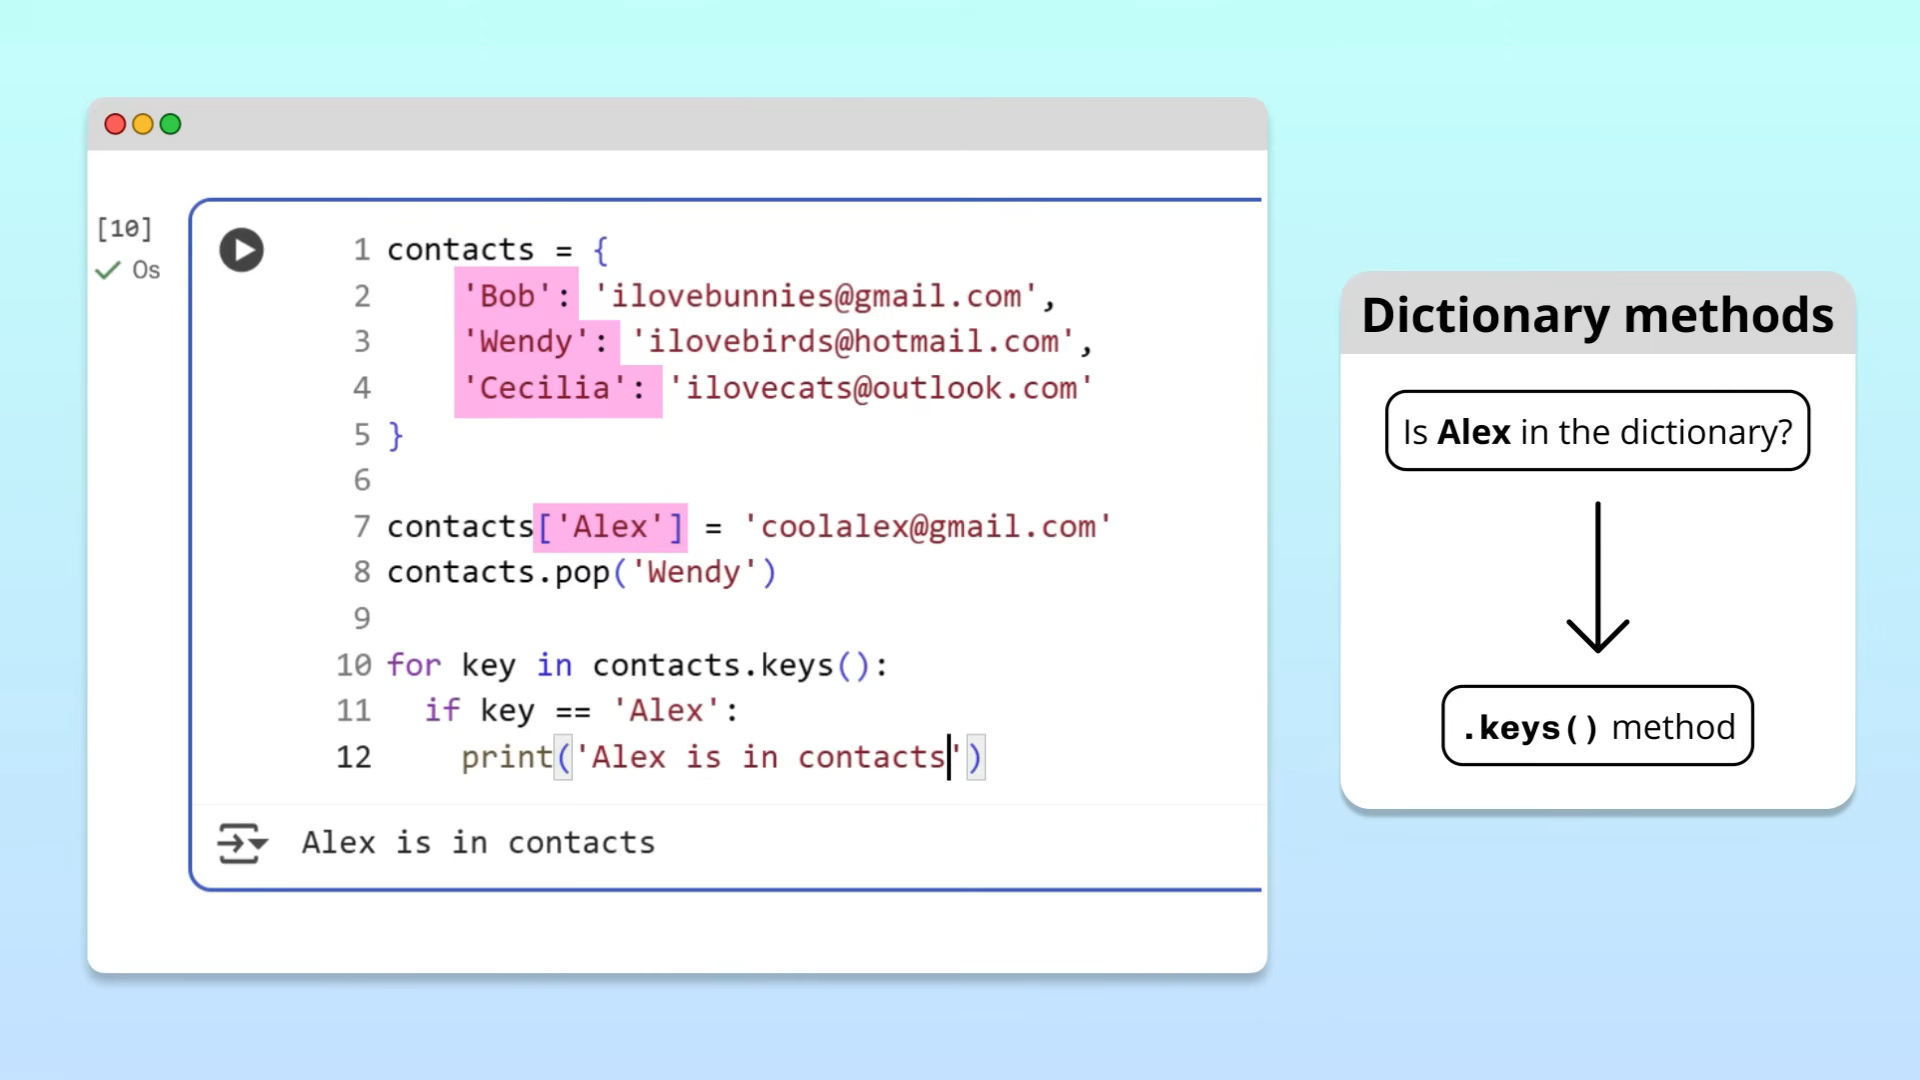 [10]
0s
1 contacts = {
2 'Bob': 'ilovebunnies@gmail.com',
3 'Wendy': 'ilovebirds@hotmail.com',
4 'Cecilia': 'ilovecats@outlook.com'
5 }
6
7 contacts['Alex'] = 'coolalex@gmail.com'
8 contacts.pop('Wendy')
9
10 for key in contacts.keys():
11 if key == 'Alex':
12 print('Alex is in contacts')
Alex is in contacts
Dictionary methods
Is Alex in the dictionary?
.keys() method